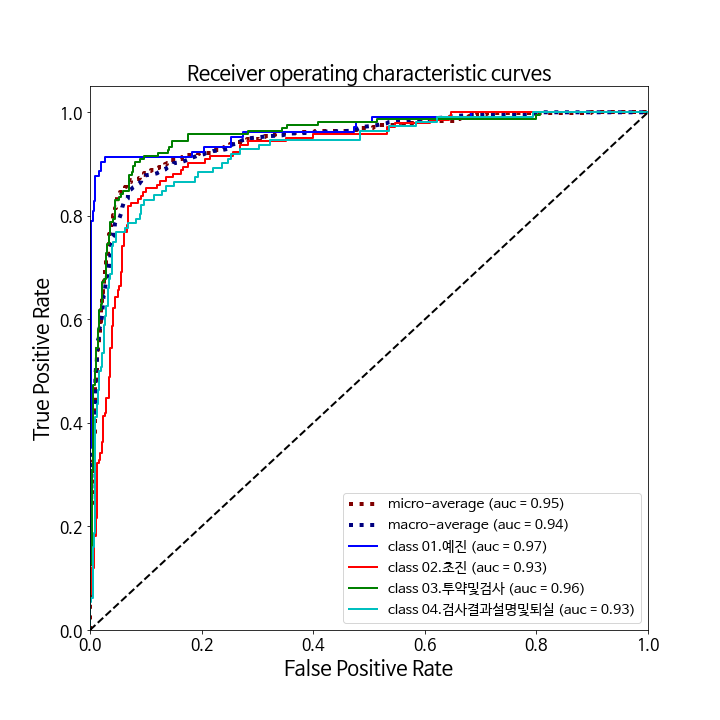 Receiver operating characteristic curves
True Positive Rate
1.0
0.8
0.6
0.4
0.2
0.0
micro-average (auc = 0.95)
macro-average (auc = 0.94)
class 01.예진 (auc = 0.97)
class 02.초진 (auc = 0.93)
class 03.투약및검사 (auc = 0.96)
class 04.검사결과설명및퇴실 (auc = 0.93)
0.0 0.2 0.4 0.6 0.8 1.0
False Positive Rate